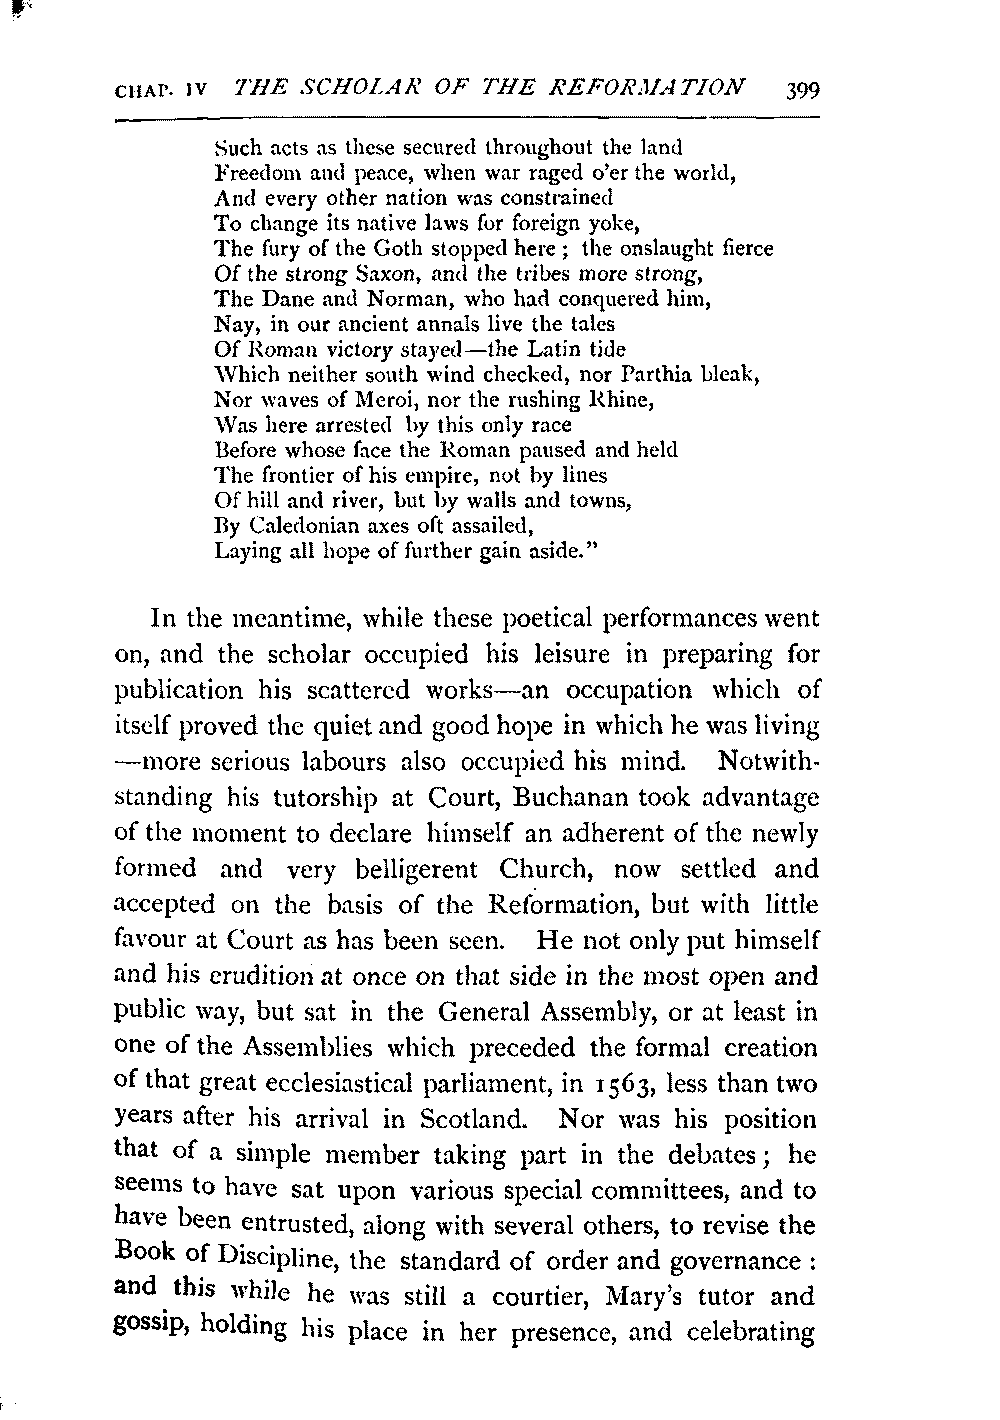 CHAP. IV THE SCHOLAR OF THE REFORMATION 399
Such acts as these secured throughout the land
Freedom and peace, when war raged o'er the world,
And every other nation was constrained
To change its native laws for foreign yoke,
The fury of the Goth stopped here ; the onslaught fierce
Of the strong Saxon, and the tribes more strong,
The Dane and Norman, who had conquered him,
Nay, in our ancient annals live the tales
Of Roman victory stayed—the Latin tide
Which neither south wind checked, nor Parthia bleak,
Nor waves of Meroi, nor the rushing Rhine,
Was here arrested by this only race
Before whose face the Roman paused and held
The frontier of his empire, not by lines
Of hill and river, but by walls and towns,
By Caledonian axes oft assailed,
Laying all hope of further gain aside."
In the meantime, while these poetical performances went
on, and the scholar occupied his leisure in preparing for
publication his scattered works—an occupation which of
itself proved the quiet and good hope in which he was living
—more serious labours also occupied his mind. Notwith-
standing his tutorship at Court, Buchanan took advantage
of the moment to declare himself an adherent of the newly
formed and very belligerent Church, now settled and
accepted on the basis of the Reformation, but with little
favour at Court as has been seen. He not only put himself
and his erudition at once on that side in the most open and
public way, but sat in the General Assembly, or at least in
one of the Assemblies which preceded the formal creation
of that great ecclesiastical parliament, in 1563, less than two
years after his arrival in Scotland. Nor was his position
that of a simple member taking part in the debates ; he
seems to have sat upon various special committees, and to
have been entrusted, along with several others, to revise the
Book of Discipline, the standard of order and governance :
and this while he was still a courtier, Mary's tutor and
gossip, holding his place in her presence, and celebrating